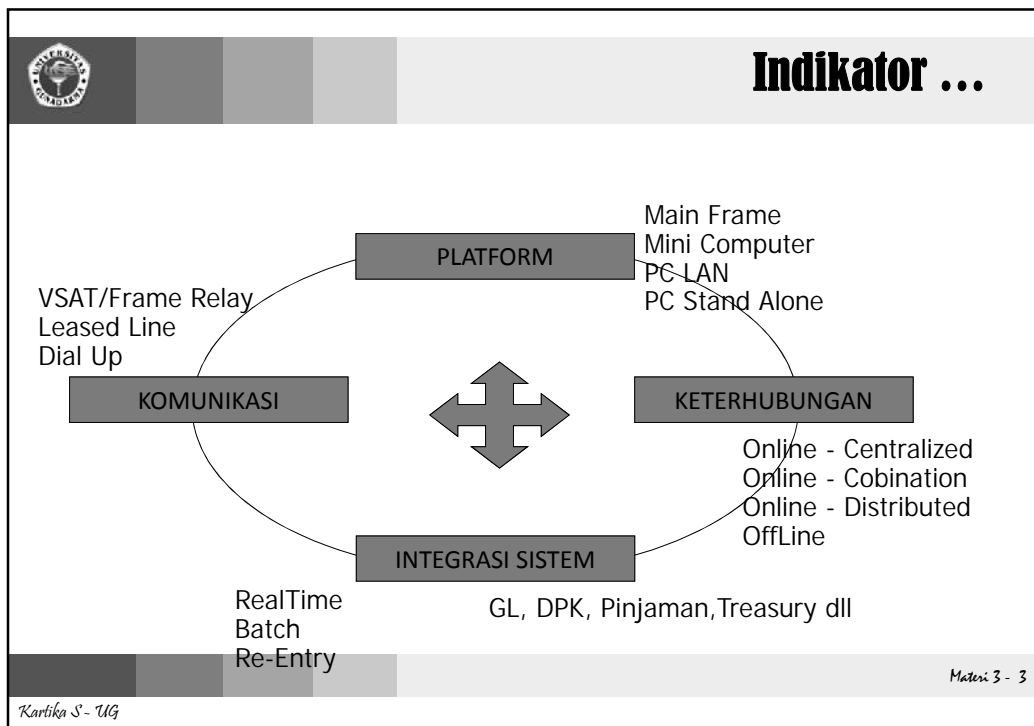 UNIVERSITAS GUNADARMA
Indikator ...
PLATFORM
Main Frame
Mini Computer
PC LAN
PC Stand Alone
VSAT/Frame Relay
Leased Line
Dial Up
KOMUNIKASI
KETERHUBUNGAN
Online - Centralized
Online - Cobination
Online - Distributed
OffLine
INTEGRASI SISTEM
RealTime
Batch
Re-Entry
GL, DPK, Pinjaman,Treasury dll
Materi 3 - 3
Kartika S - UG